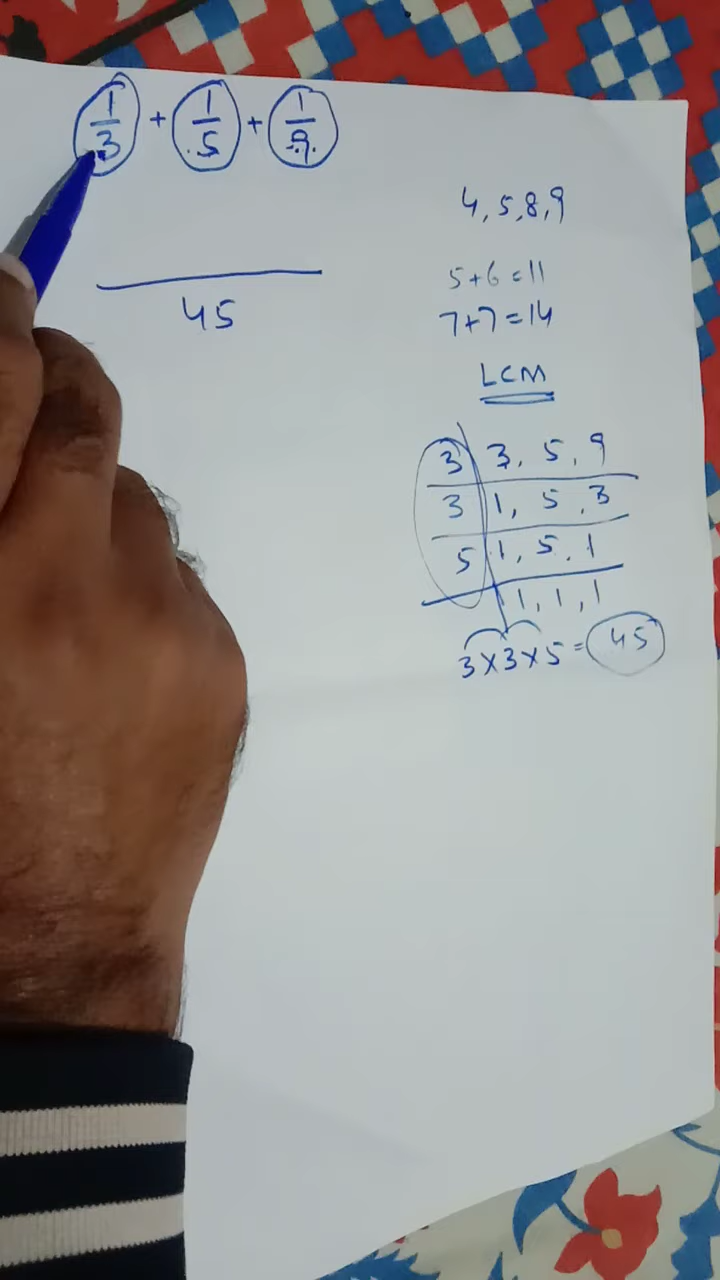 1/3 + 1/5 + 1/9
45
4, 5, 8, 9
5+6=11
7+7=14
LCM
3 | 3, 5, 9
3 | 1, 5, 3
5 | 1, 5, 1
1, 1, 1
3×3×5=45